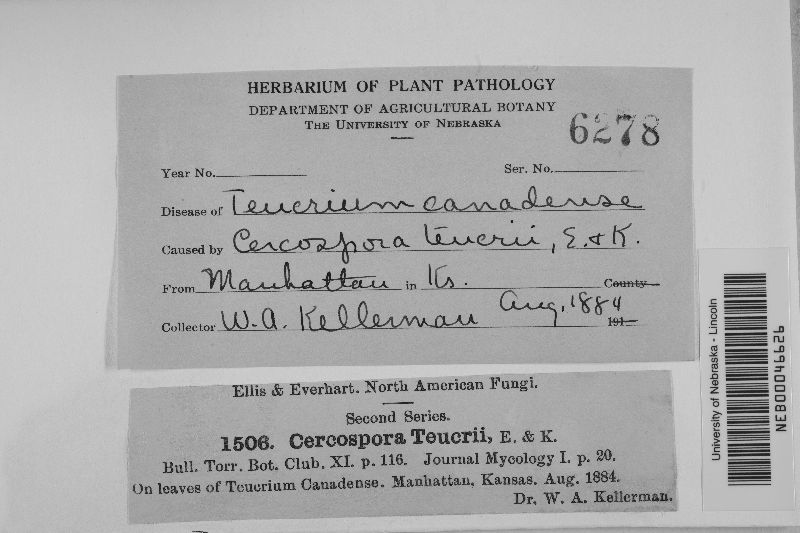 HERBARIUM OF PLANT PATHOLOGY
DEPARTMENT OF AGRICULTURAL BOTANY
THE UNIVERSITY OF NEBRASKA
6278
Year No. Ser. No.
Disease of Teucrium canadense
Caused by Cercospora teucrii, E. & K.
From Manhattan in Ks. County
Collector W. A. Kellerman Aug, 1884 191
Ellis & Everhart. North American Fungi.
Second Series.
1506. Cercospora Teucrii, E. & K.
Bull. Torr. Bot. Club. XI. p. 116. Journal Mycology I. p. 20.
On leaves of Teucrium Canadense. Manhattan, Kansas. Aug. 1884.
Dr. W. A. Kellerman.
University of Nebraska - Lincoln
NEB00046626